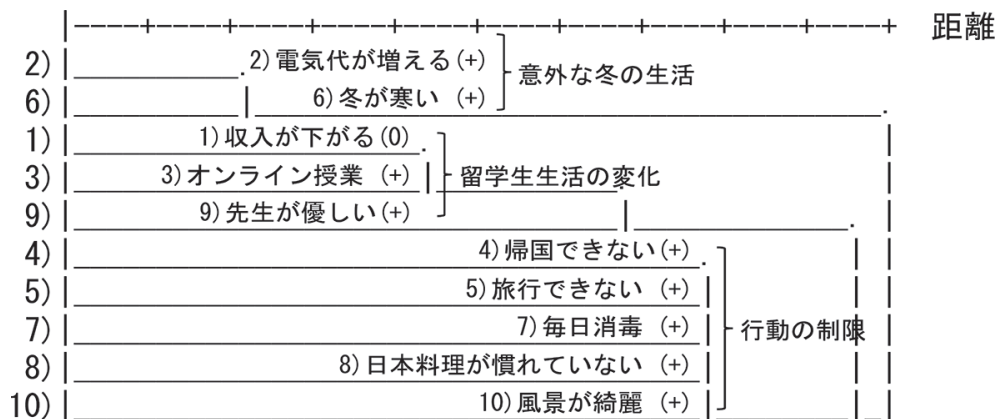 距離
2) 2)電気代が増える(+) 意外な冬の生活
6) 6)冬が寒い (+)
1) 1)収入が下がる(0)
3) 3)オンライン授業 (+) 留学生生活の変化
9) 9)先生が優しい(+)
4) 4)帰国できない(+)
5) 5)旅行できない (+)
7) 7)毎日消毒 (+) 行動の制限
8) 8)日本料理が慣れていない (+)
10) 10)風景が綺麗 (+)